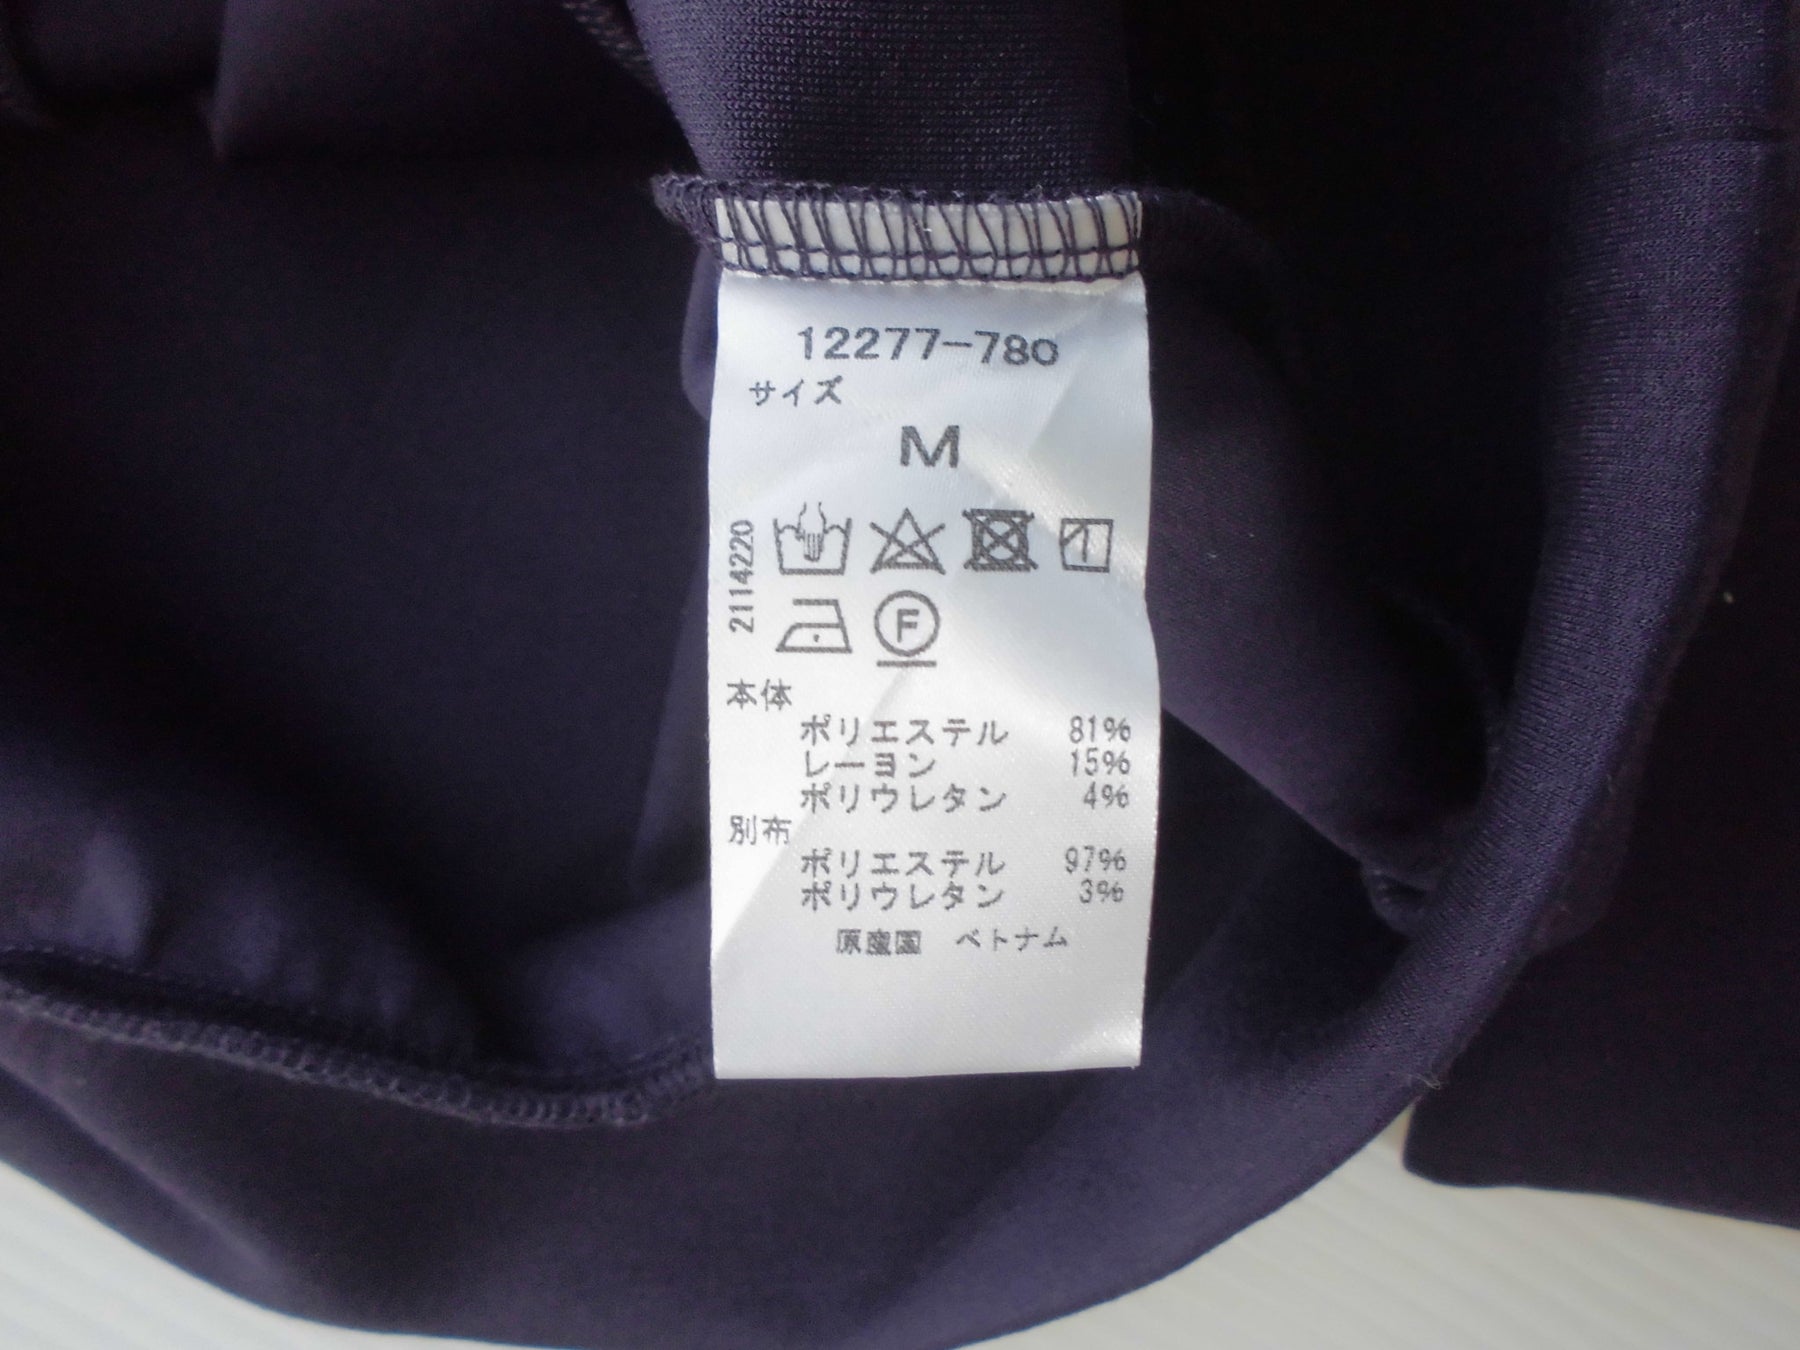 12277-780
サイズ
M
2114220
F
本体
ポリエステル 81%
レーヨン 15%
ポリウレタン 4%
別布
ポリエステル 97%
ポリウレタン 3%
原産国 ベトナム